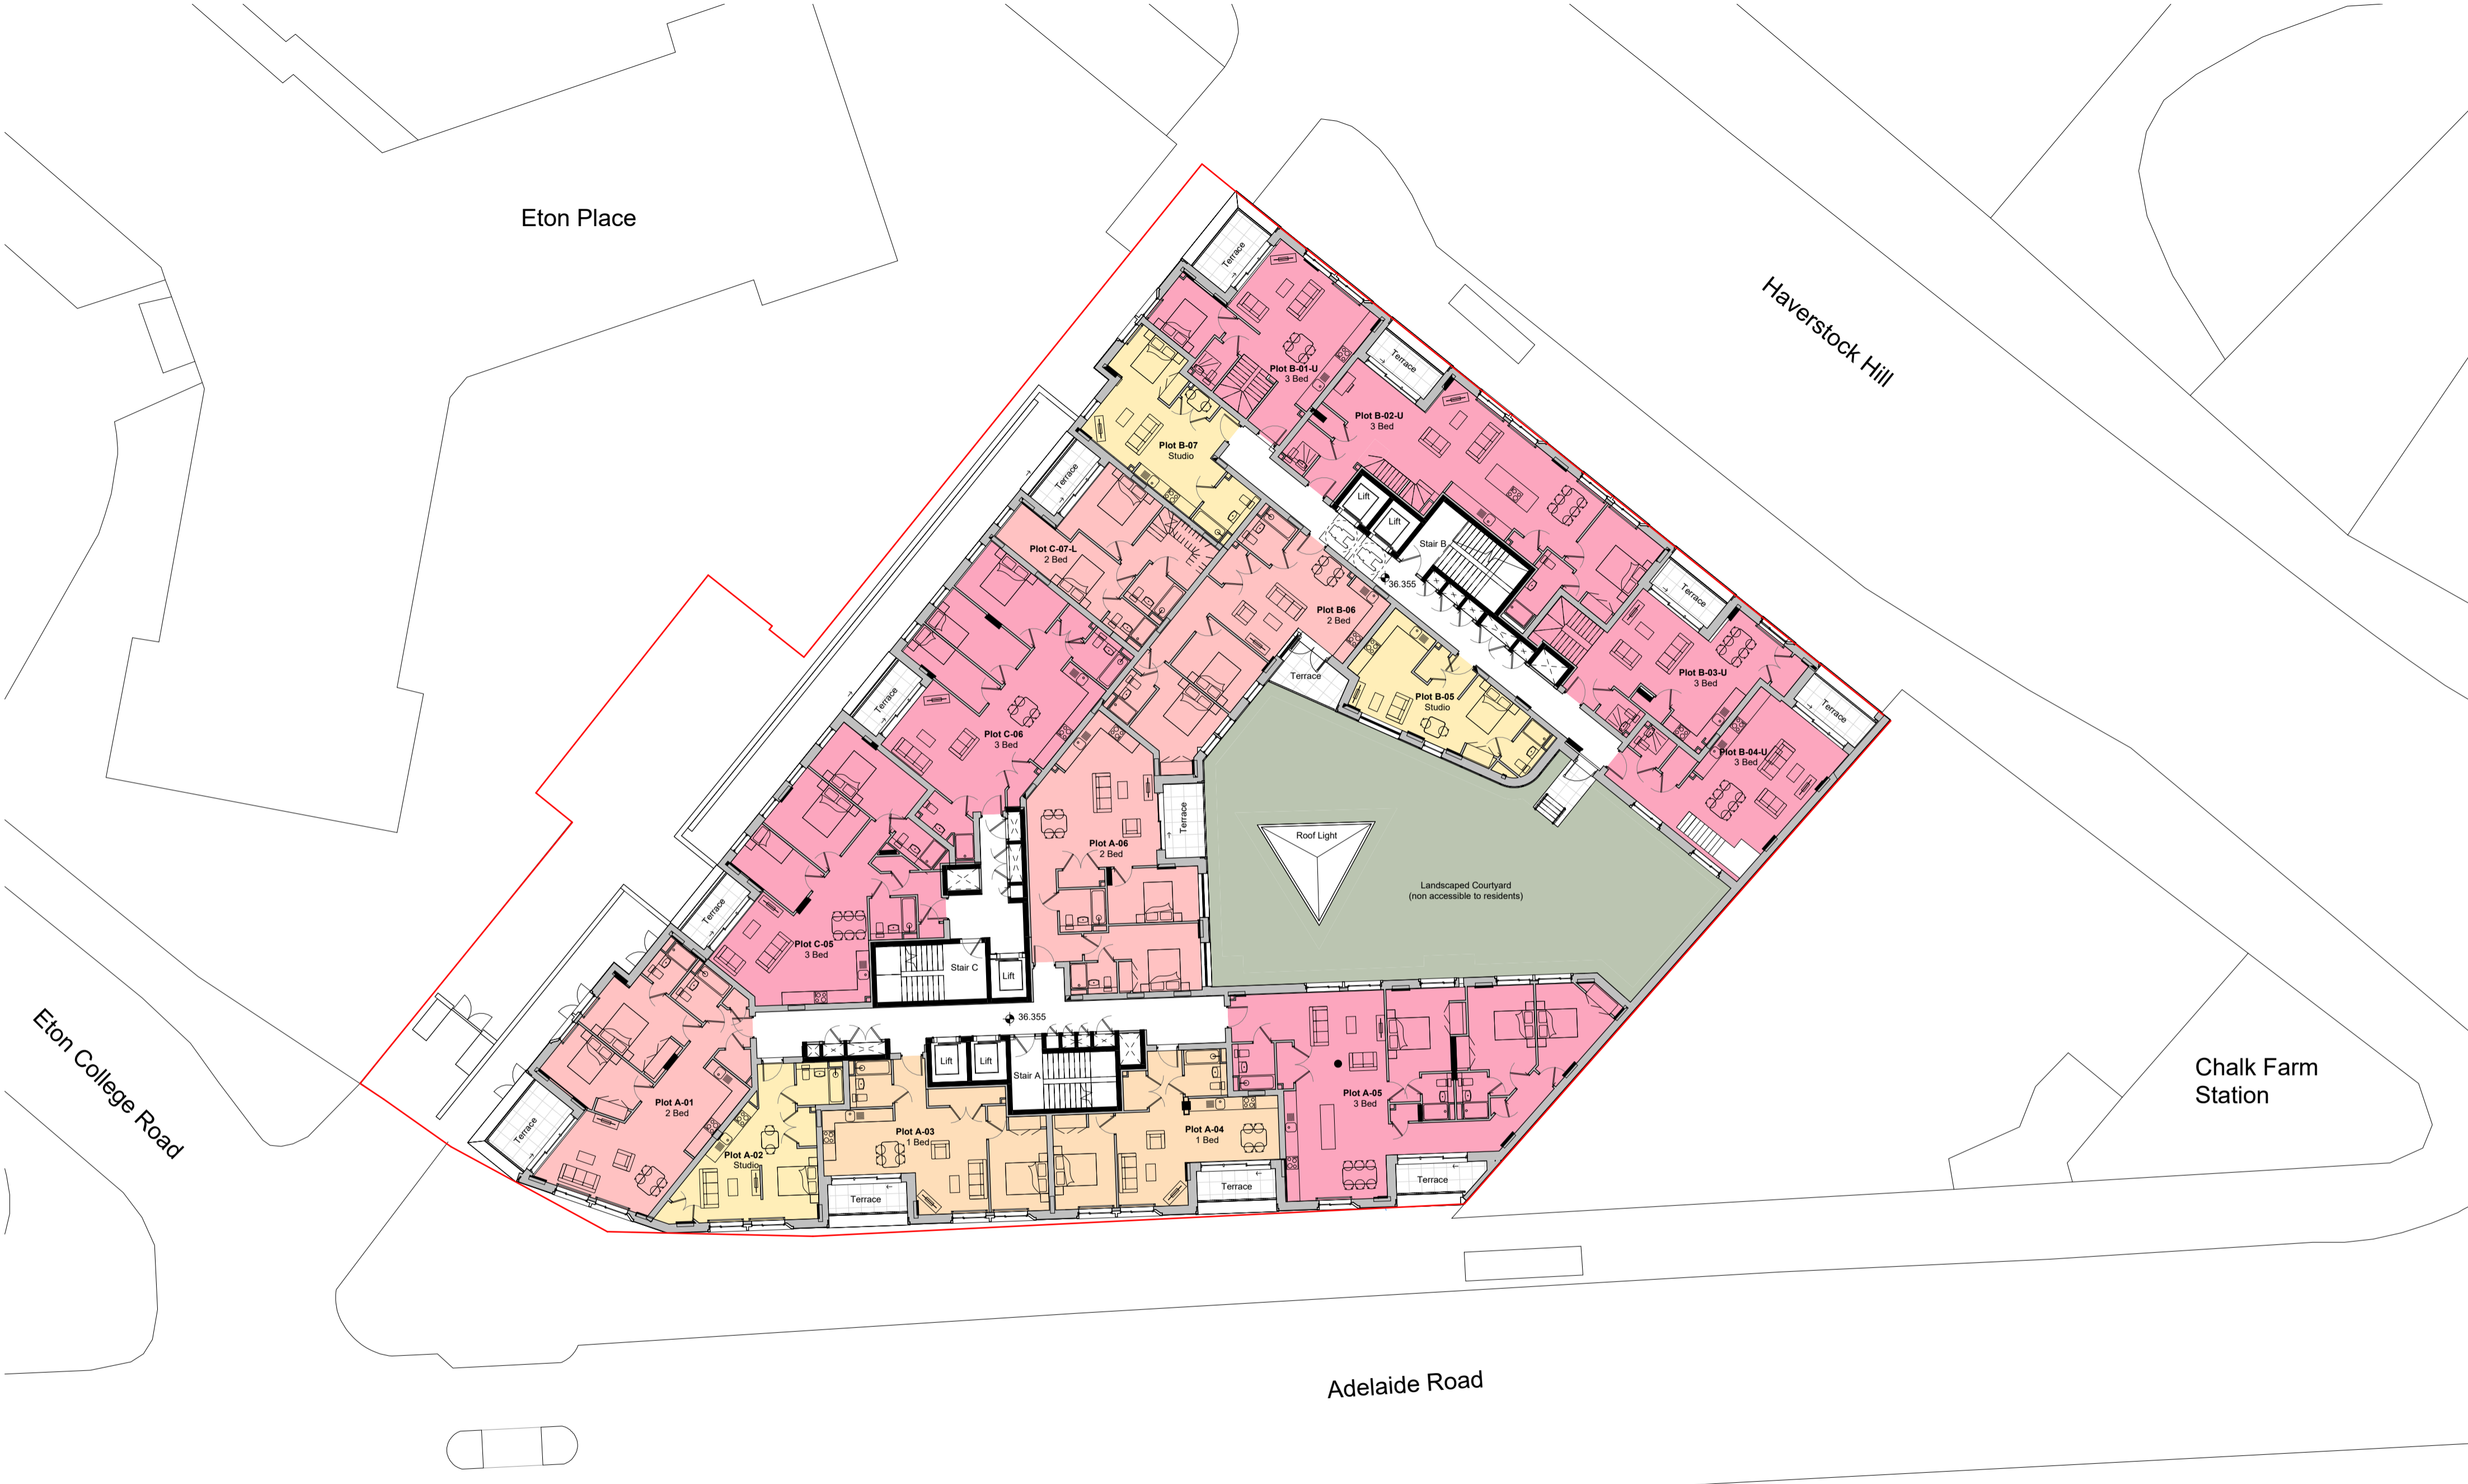 Eton Place
Haverstock Hill
Terrace
Plot B-01-U
3 Bed
Terrace
Plot B-02-U
3 Bed
Plot B-07
Studio
Terrace
Lift
Lift
Stair B
Plot C-07-L
2 Bed
36.355
Terrace
Plot B-06
2 Bed
Terrace
Plot B-05
Studio
Plot B-03-U
3 Bed
Terrace
Terrace
Plot C-06
3 Bed
Plot B-04-U
3 Bed
Terrace
Roof Light
Plot A-06
2 Bed
Landscaped Courtyard
(non accessible to residents)
Terrace
Plot C-05
3 Bed
Stair C
Lift
36.355
Eton College Road
Lift
Lift
Stair A
Chalk Farm
Station
Plot A-01
2 Bed
Terrace
Plot A-02
Studio
Plot A-03
1 Bed
Plot A-04
1 Bed
Plot A-05
3 Bed
Terrace
Terrace
Terrace
Adelaide Road